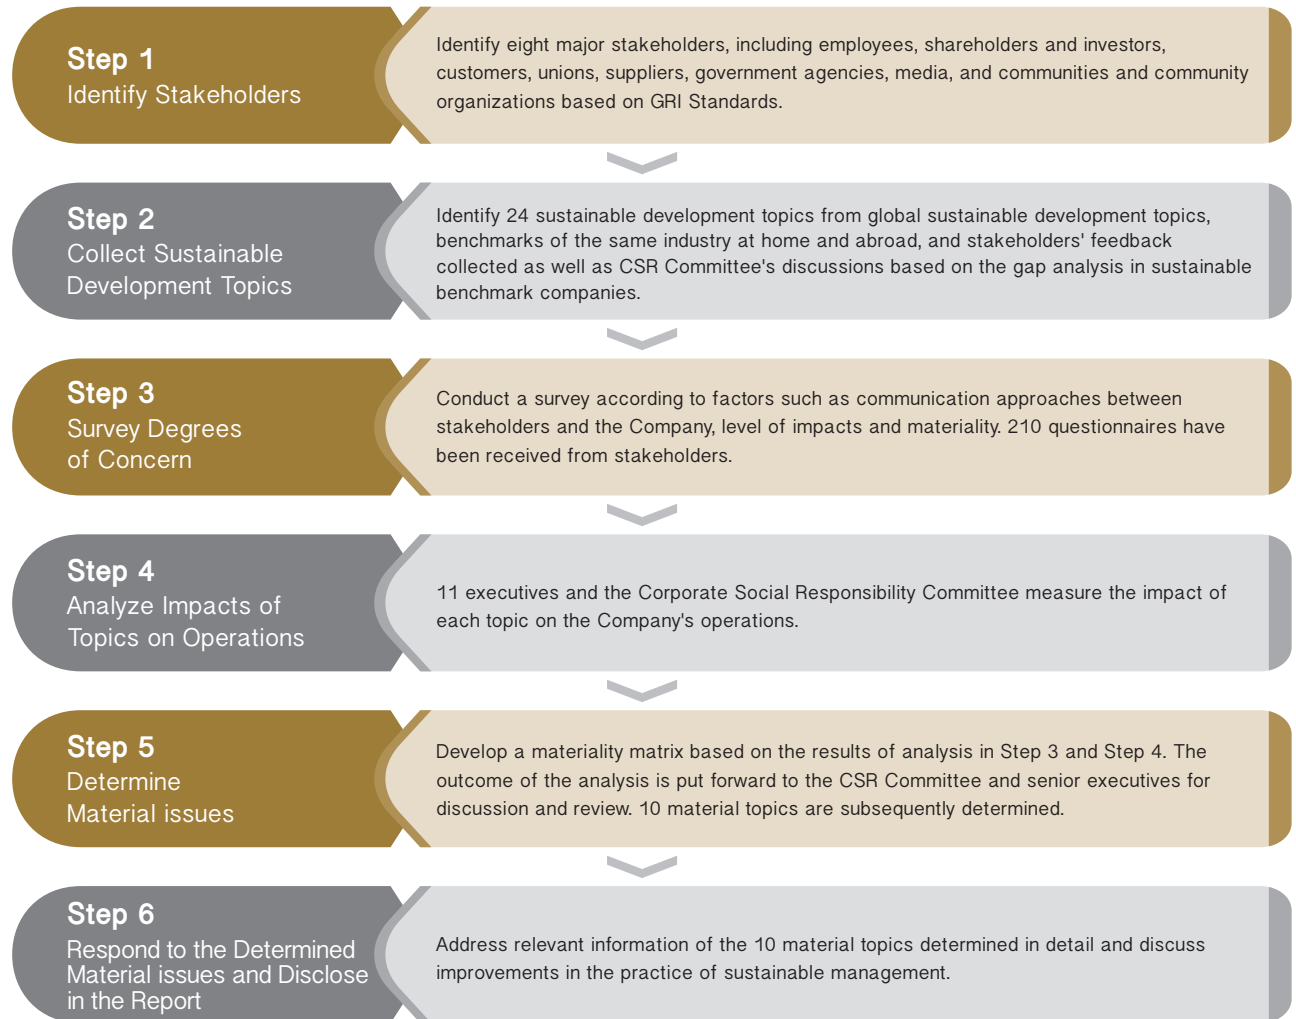 Step 1
Identify Stakeholders
Identify eight major stakeholders, including employees, shareholders and investors,
customers, unions, suppliers, government agencies, media, and communities and community
organizations based on GRI Standards.
Step 2
Collect Sustainable
Development Topics
Identify 24 sustainable development topics from global sustainable development topics,
benchmarks of the same industry at home and abroad, and stakeholders' feedback
collected as well as CSR Committee's discussions based on the gap analysis in sustainable
benchmark companies.
Step 3
Survey Degrees
of Concern
Conduct a survey according to factors such as communication approaches between
stakeholders and the Company, level of impacts and materiality. 210 questionnaires have
been received from stakeholders.
Step 4
Analyze Impacts of
Topics on Operations
11 executives and the Corporate Social Responsibility Committee measure the impact of
each topic on the Company's operations.
Step 5
Determine
Material issues
Develop a materiality matrix based on the results of analysis in Step 3 and Step 4. The
outcome of the analysis is put forward to the CSR Committee and senior executives for
discussion and review. 10 material topics are subsequently determined.
Step 6
Respond to the Determined
Material issues and Disclose
in the Report
Address relevant information of the 10 material topics determined in detail and discuss
improvements in the practice of sustainable management.